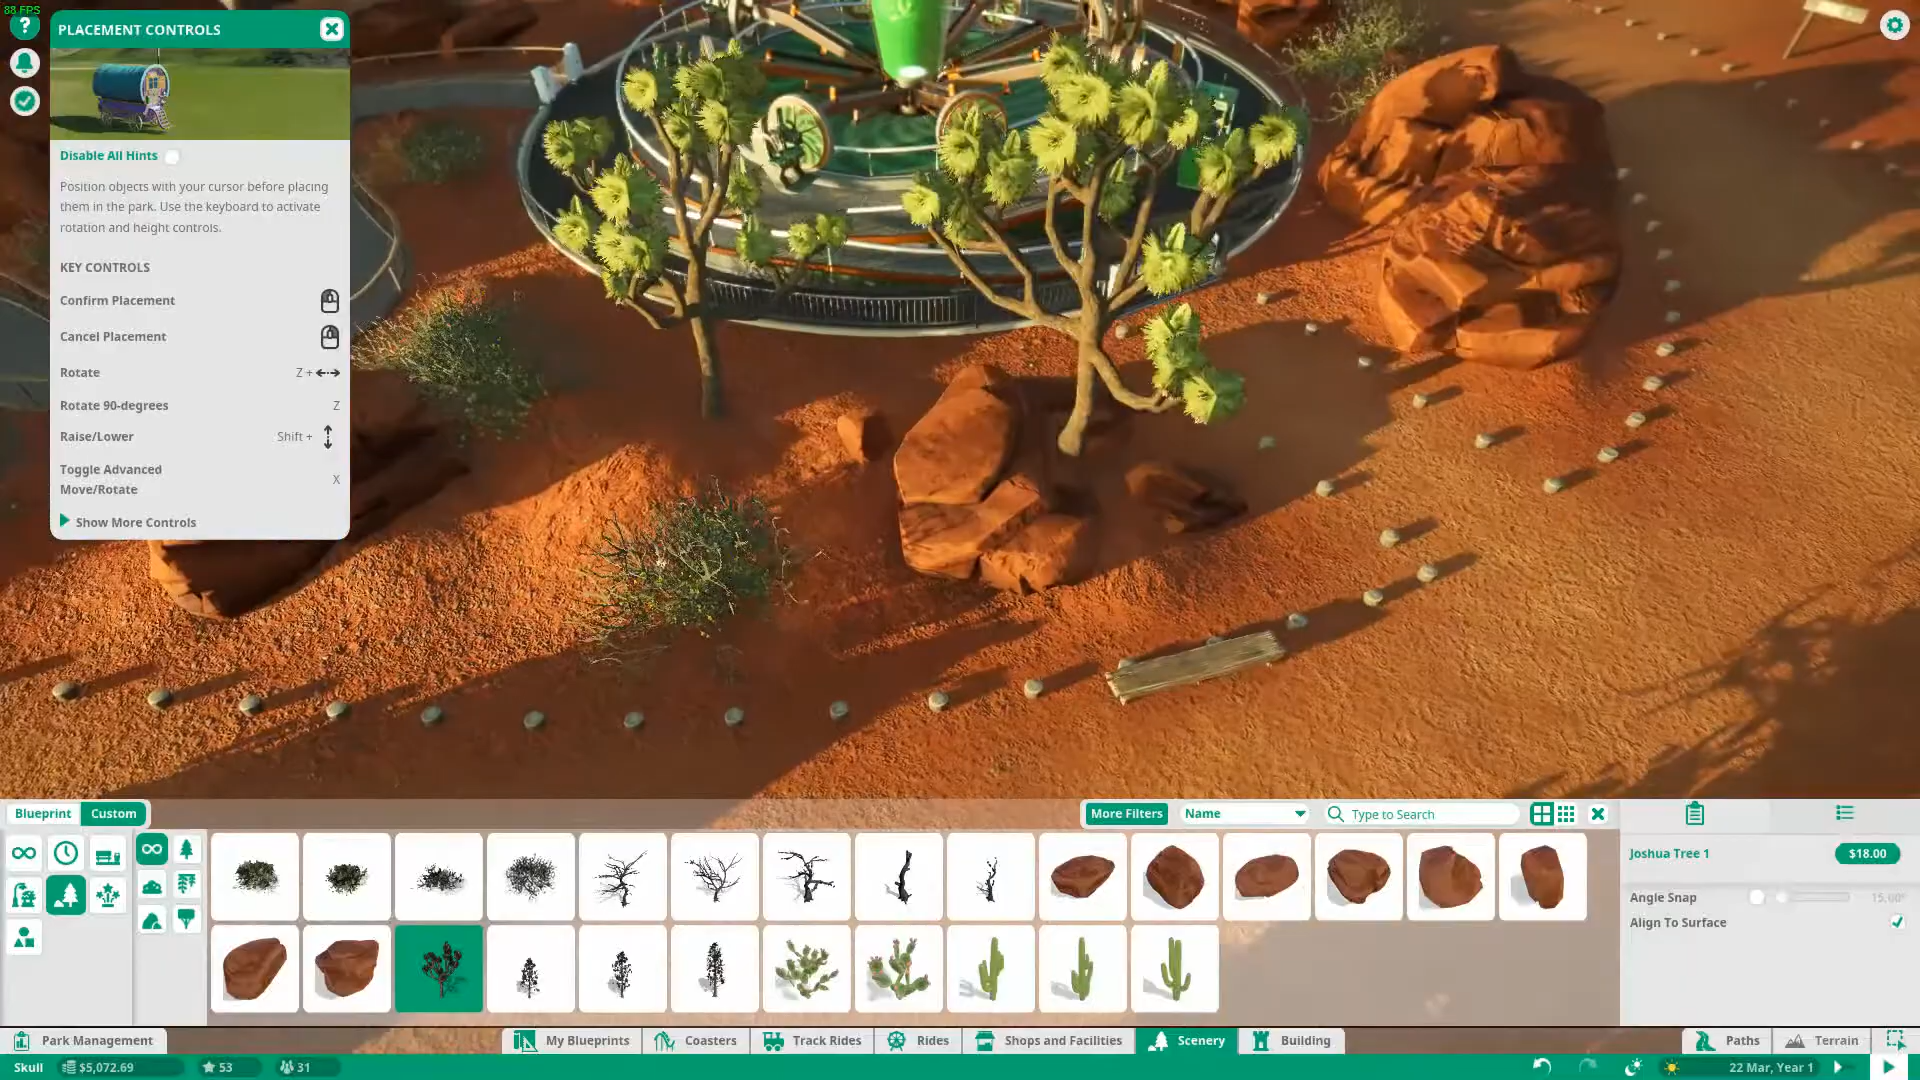 88 FPS
?
PLACEMENT CONTROLS
Disable All Hints
Position objects with your cursor before placing
them in the park. Use the keyboard to activate
rotation and height controls.
KEY CONTROLS
Confirm Placement
Cancel Placement
Rotate Z +
Rotate 90-degrees Z
Raise/Lower Shift +
Toggle Advanced
Move/Rotate X
Show More Controls
Blueprint Custom
More Filters Name Type to Search
Joshua Tree 1 $18.00
Angle Snap 15.00°
Align To Surface
Park Management My Blueprints Coasters Track Rides Rides Shops and Facilities Scenery Building Paths Terrain
Skull $5,072.69 53 31 22 Mar, Year 1